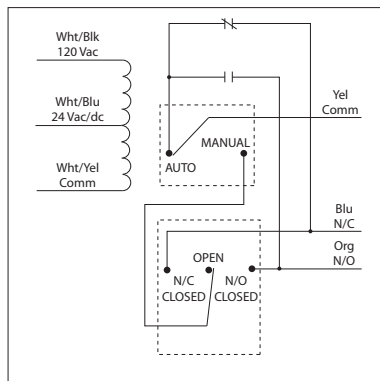 Wht/Blk
120 Vac
Wht/Blu
24 Vac/dc
Wht/Yel
Comm
Yel
Comm
MANUAL
AUTO
Blu
N/C
Org
N/O
OPEN
N/C
CLOSED
N/O
CLOSED